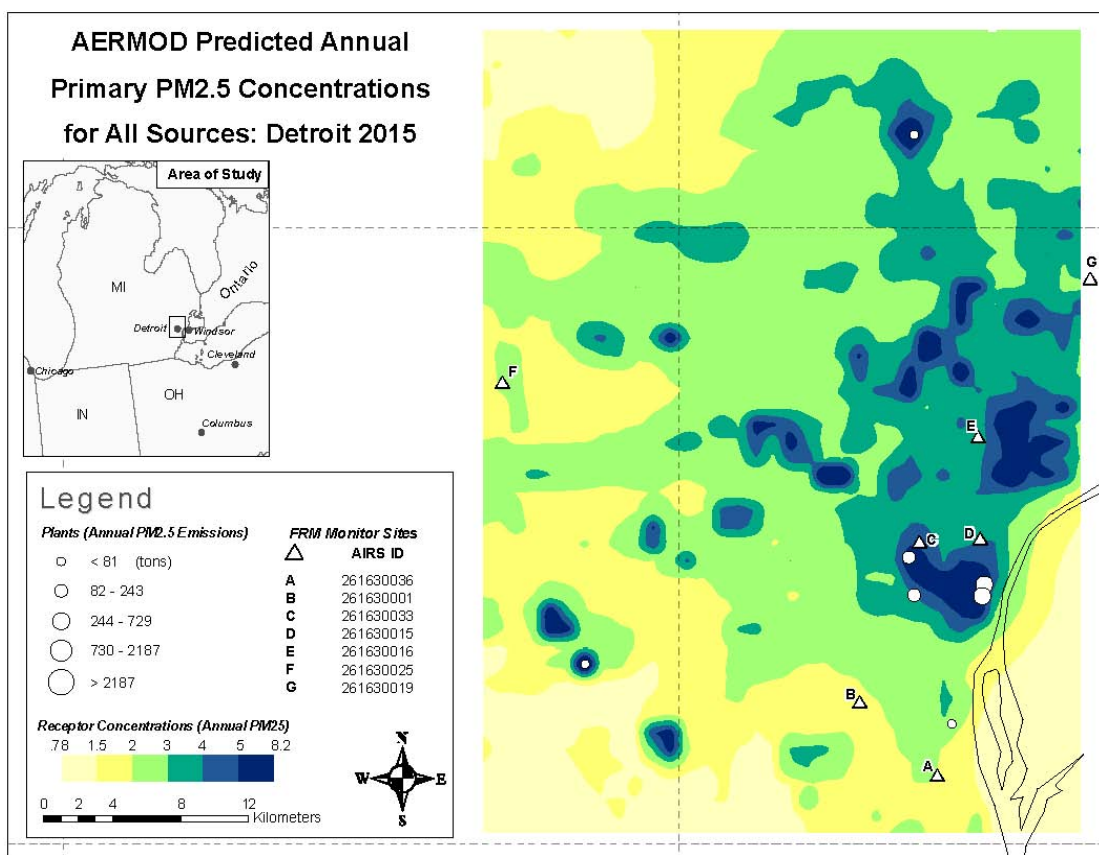 AERMOD Predicted Annual
Primary PM2.5 Concentrations
for All Sources: Detroit 2015
Area of Study
Ontario
MI
Detroit
Windsor
Cleveland
Chicago
OH
IN
Columbus
Legend
Plants (Annual PM2.5 Emissions)
< 81 (tons)
82 - 243
244 - 729
730 - 2187
> 2187
FRM Monitor Sites
AIRS ID
A 261630036
B 261630001
C 261630033
D 261630015
E 261630016
F 261630025
G 261630019
Receptor Concentrations (Annual PM25)
.78 1.5 2 3 4 5 8.2
0 2 4 8 12
Kilometers
N
W E
S
G
F
E
D
C
B
A